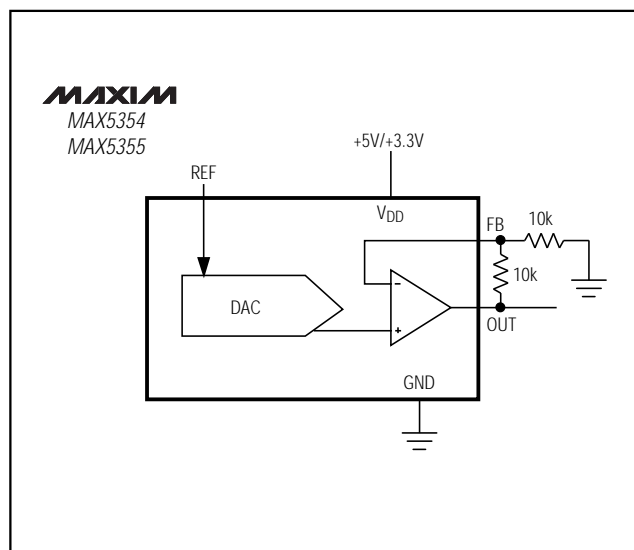 MAXIM
MAX5354
MAX5355
+5V/+3.3V
REF
VDD
FB
10k
10k
DAC
-
+
OUT
GND